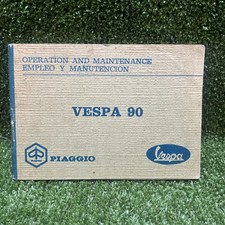 OPERATION AND MAINTENANCE
EMPLEO Y MANUTENCION
VESPA 90
PIAGGIO
Vespa